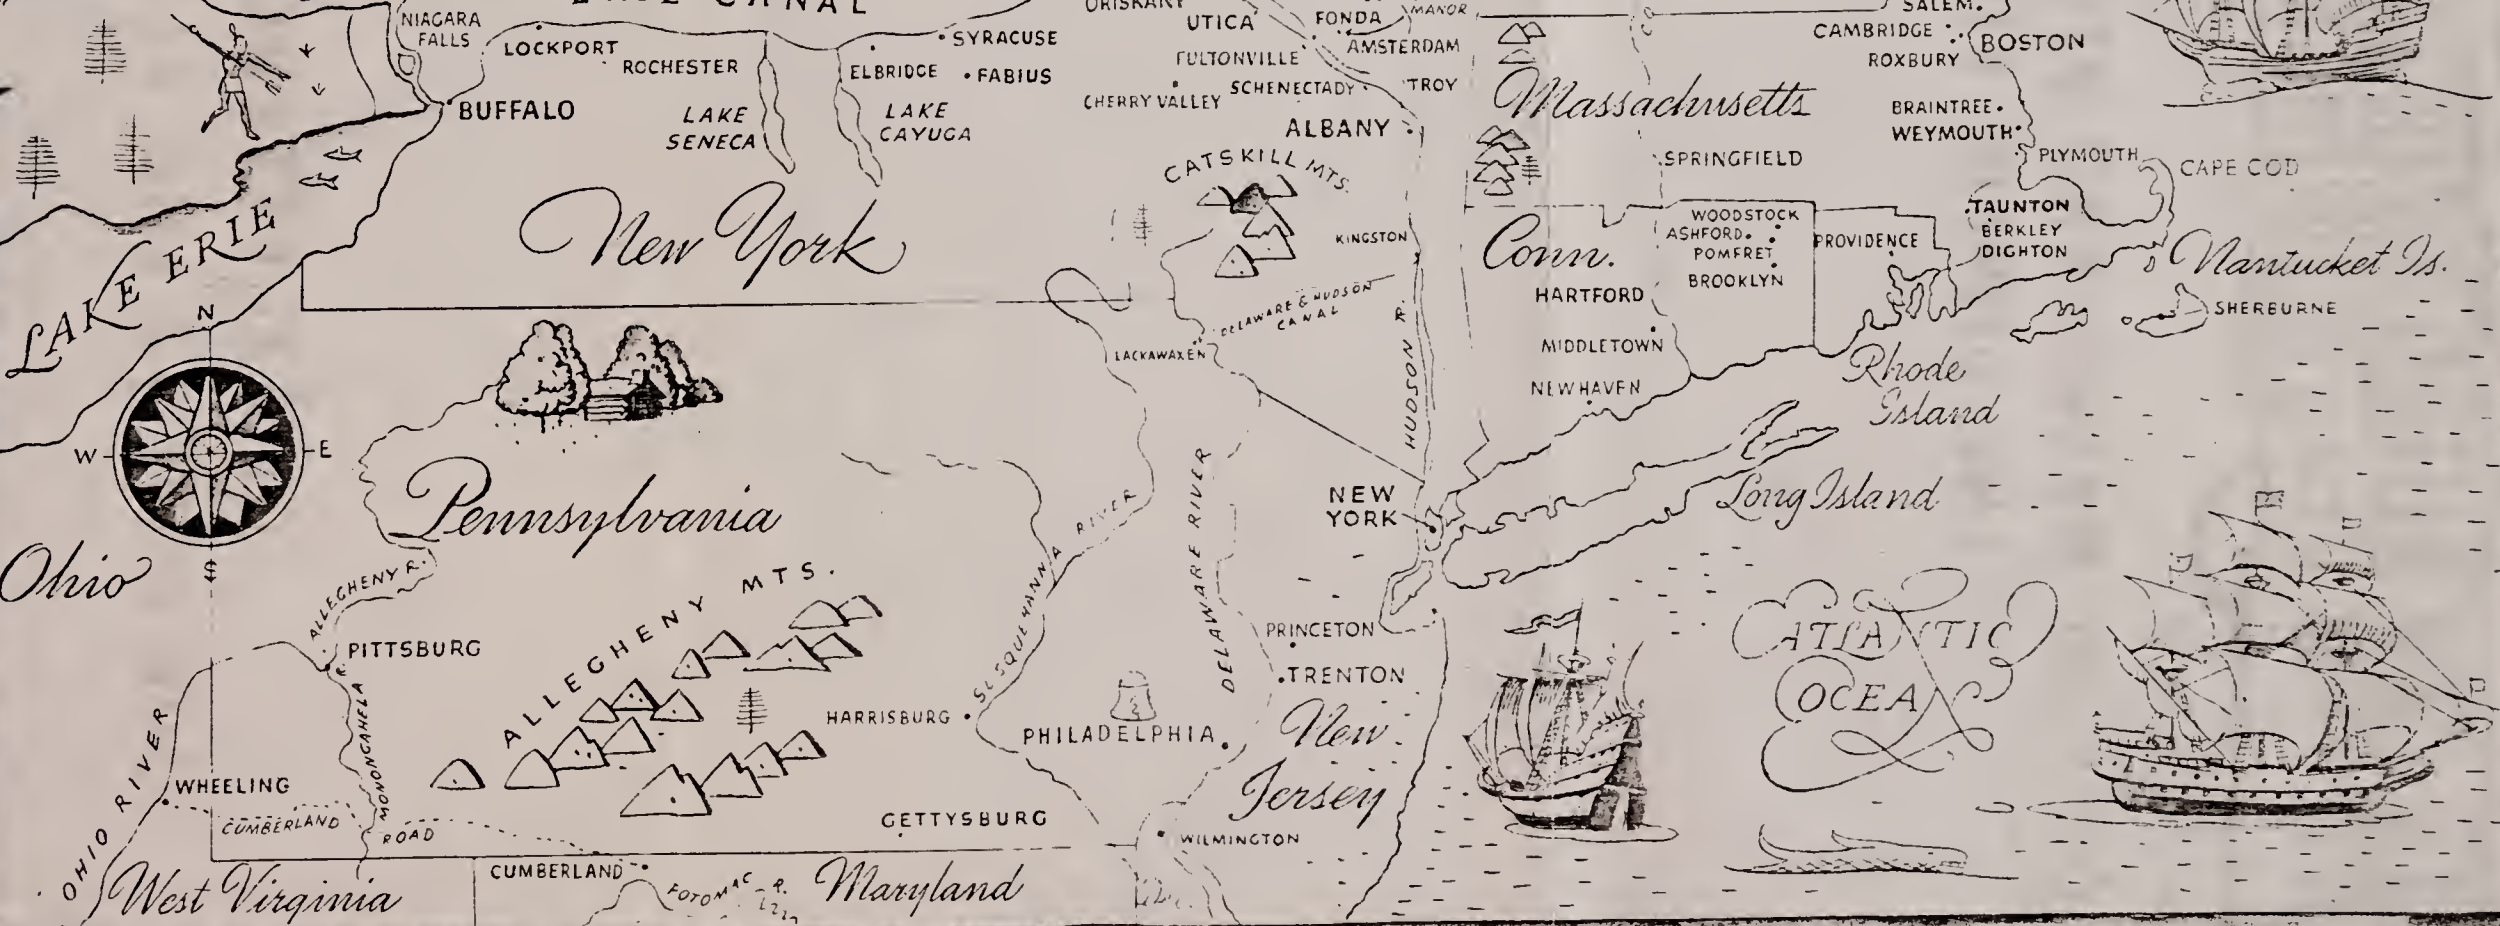 CANAL
ORISKANY
MANOR
SALEM.
NIAGARA
FALLS
LOCKPORT
ROCHESTER
SYRACUSE
ELBRIDGE
FABIUS
UTICA
FONDA
FULTONVILLE
AMSTERDAM
CHERRY VALLEY
SCHENECTADY
TROY
CAMBRIDGE
ROXBURY
BOSTON
BUFFALO
LAKE
SENECA
LAKE
CAYUGA
ALBANY
Massachusetts
BRAINTREE
WEYMOUTH
PLYMOUTH
CAPE COD
SPRINGFIELD
CATSKILL MTS.
LAKE ERIE
New York
KINGSTON
Conn.
WOODSTOCK
ASHFORD
POMFRET
BROOKLYN
PROVIDENCE
TAUNTON
BERKLEY
DIGHTON
Nantucket Is.
SHERBURNE
HARTFORD
MIDDLETOWN
NEW HAVEN
DELAWARE & HUDSON
CANAL
LACKAWAXEN
HUDSON R.
Rhode
Island
N
W
E
S
Pennsylvania
Long Island
NEW
YORK
Ohio
ALLEGHENY R.
SUSQUEHANNA RIVER
DELAWARE RIVER
ALLEGHENY MTS.
PITTSBURG
PRINCETON
TRENTON
New
Jersey
ATLANTIC
OCEAN
HARRISBURG
PHILADELPHIA
MONONGAHELA R.
OHIO RIVER
WHEELING
CUMBERLAND ROAD
GETTYSBURG
WILMINGTON
CUMBERLAND
West Virginia
POTOMAC R.
Maryland